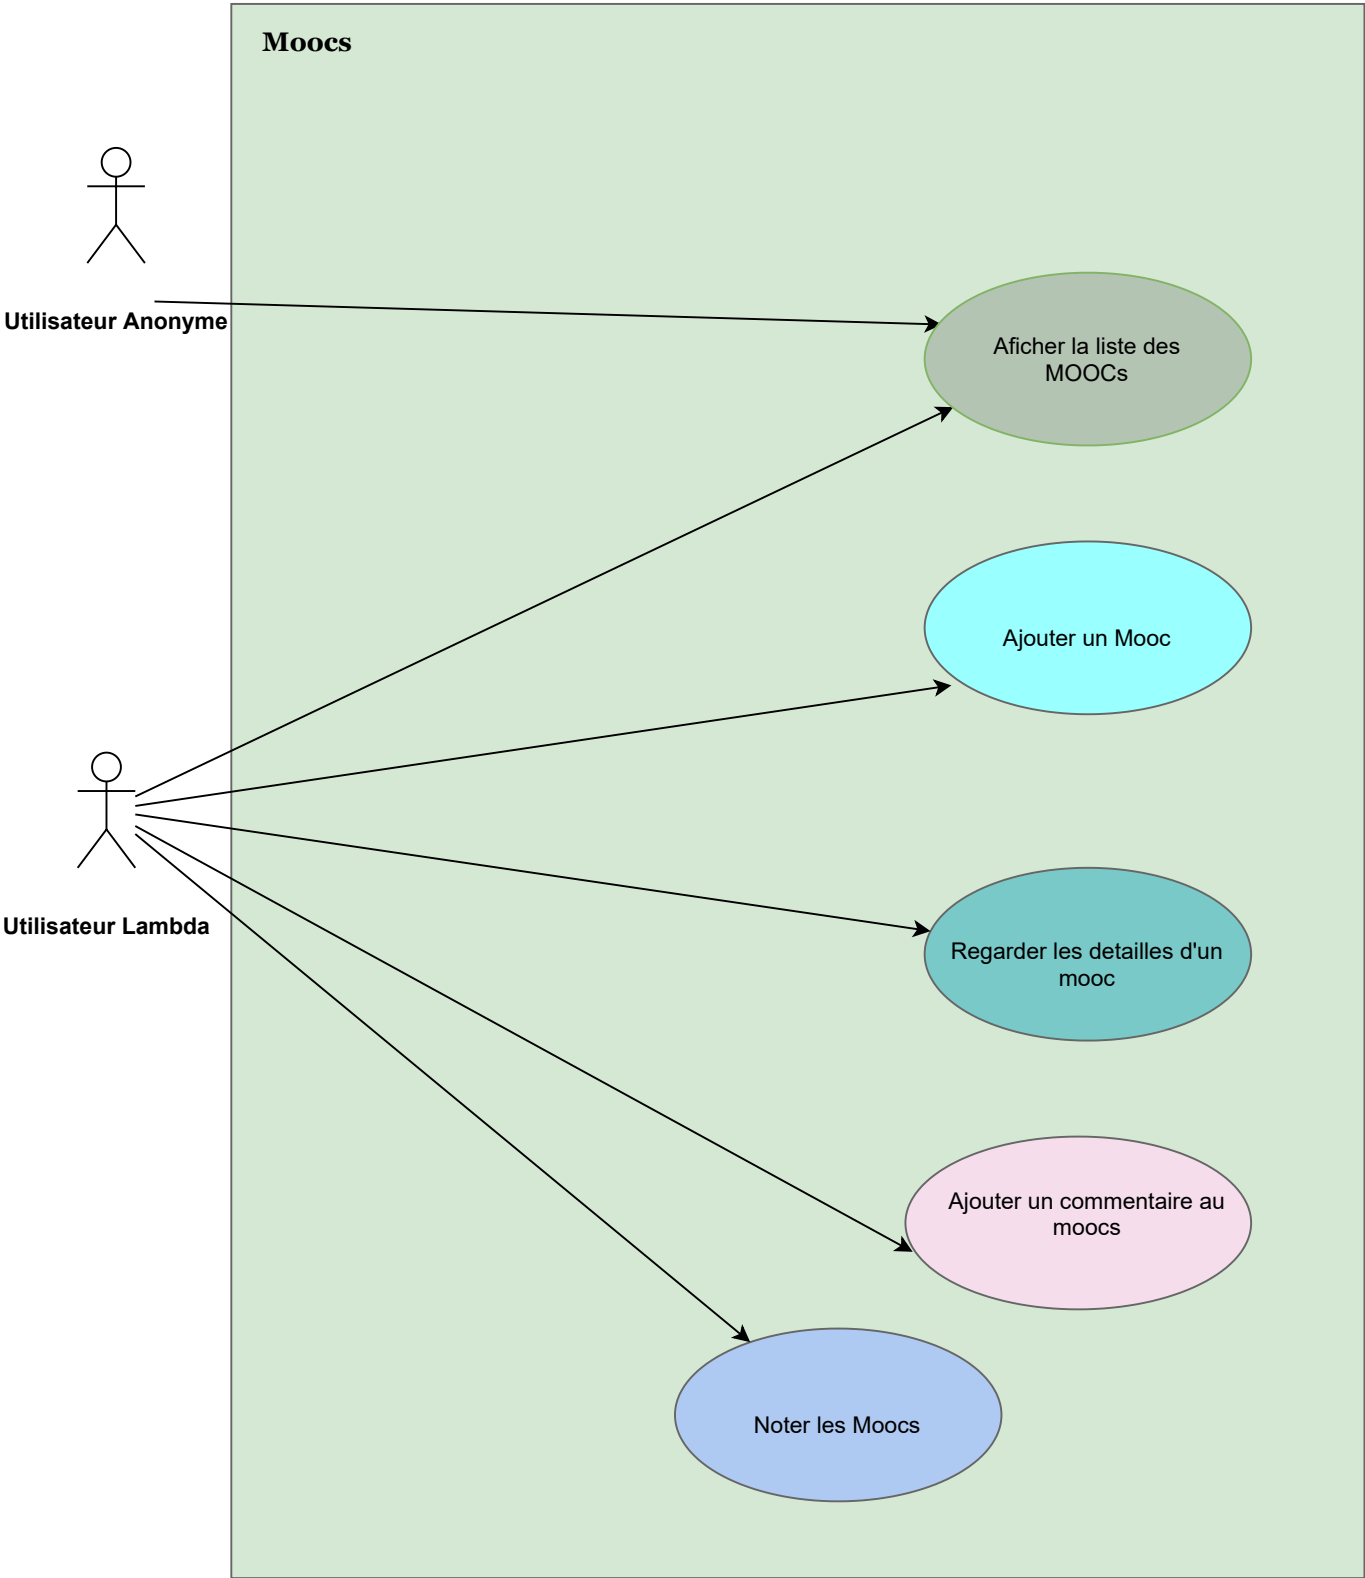 Moocs
Utilisateur Anonyme
Aficher la liste des
MOOCs
Ajouter un Mooc
Utilisateur Lambda
Regarder les detailles d'un
mooc
Ajouter un commentaire au
moocs
Noter les Moocs